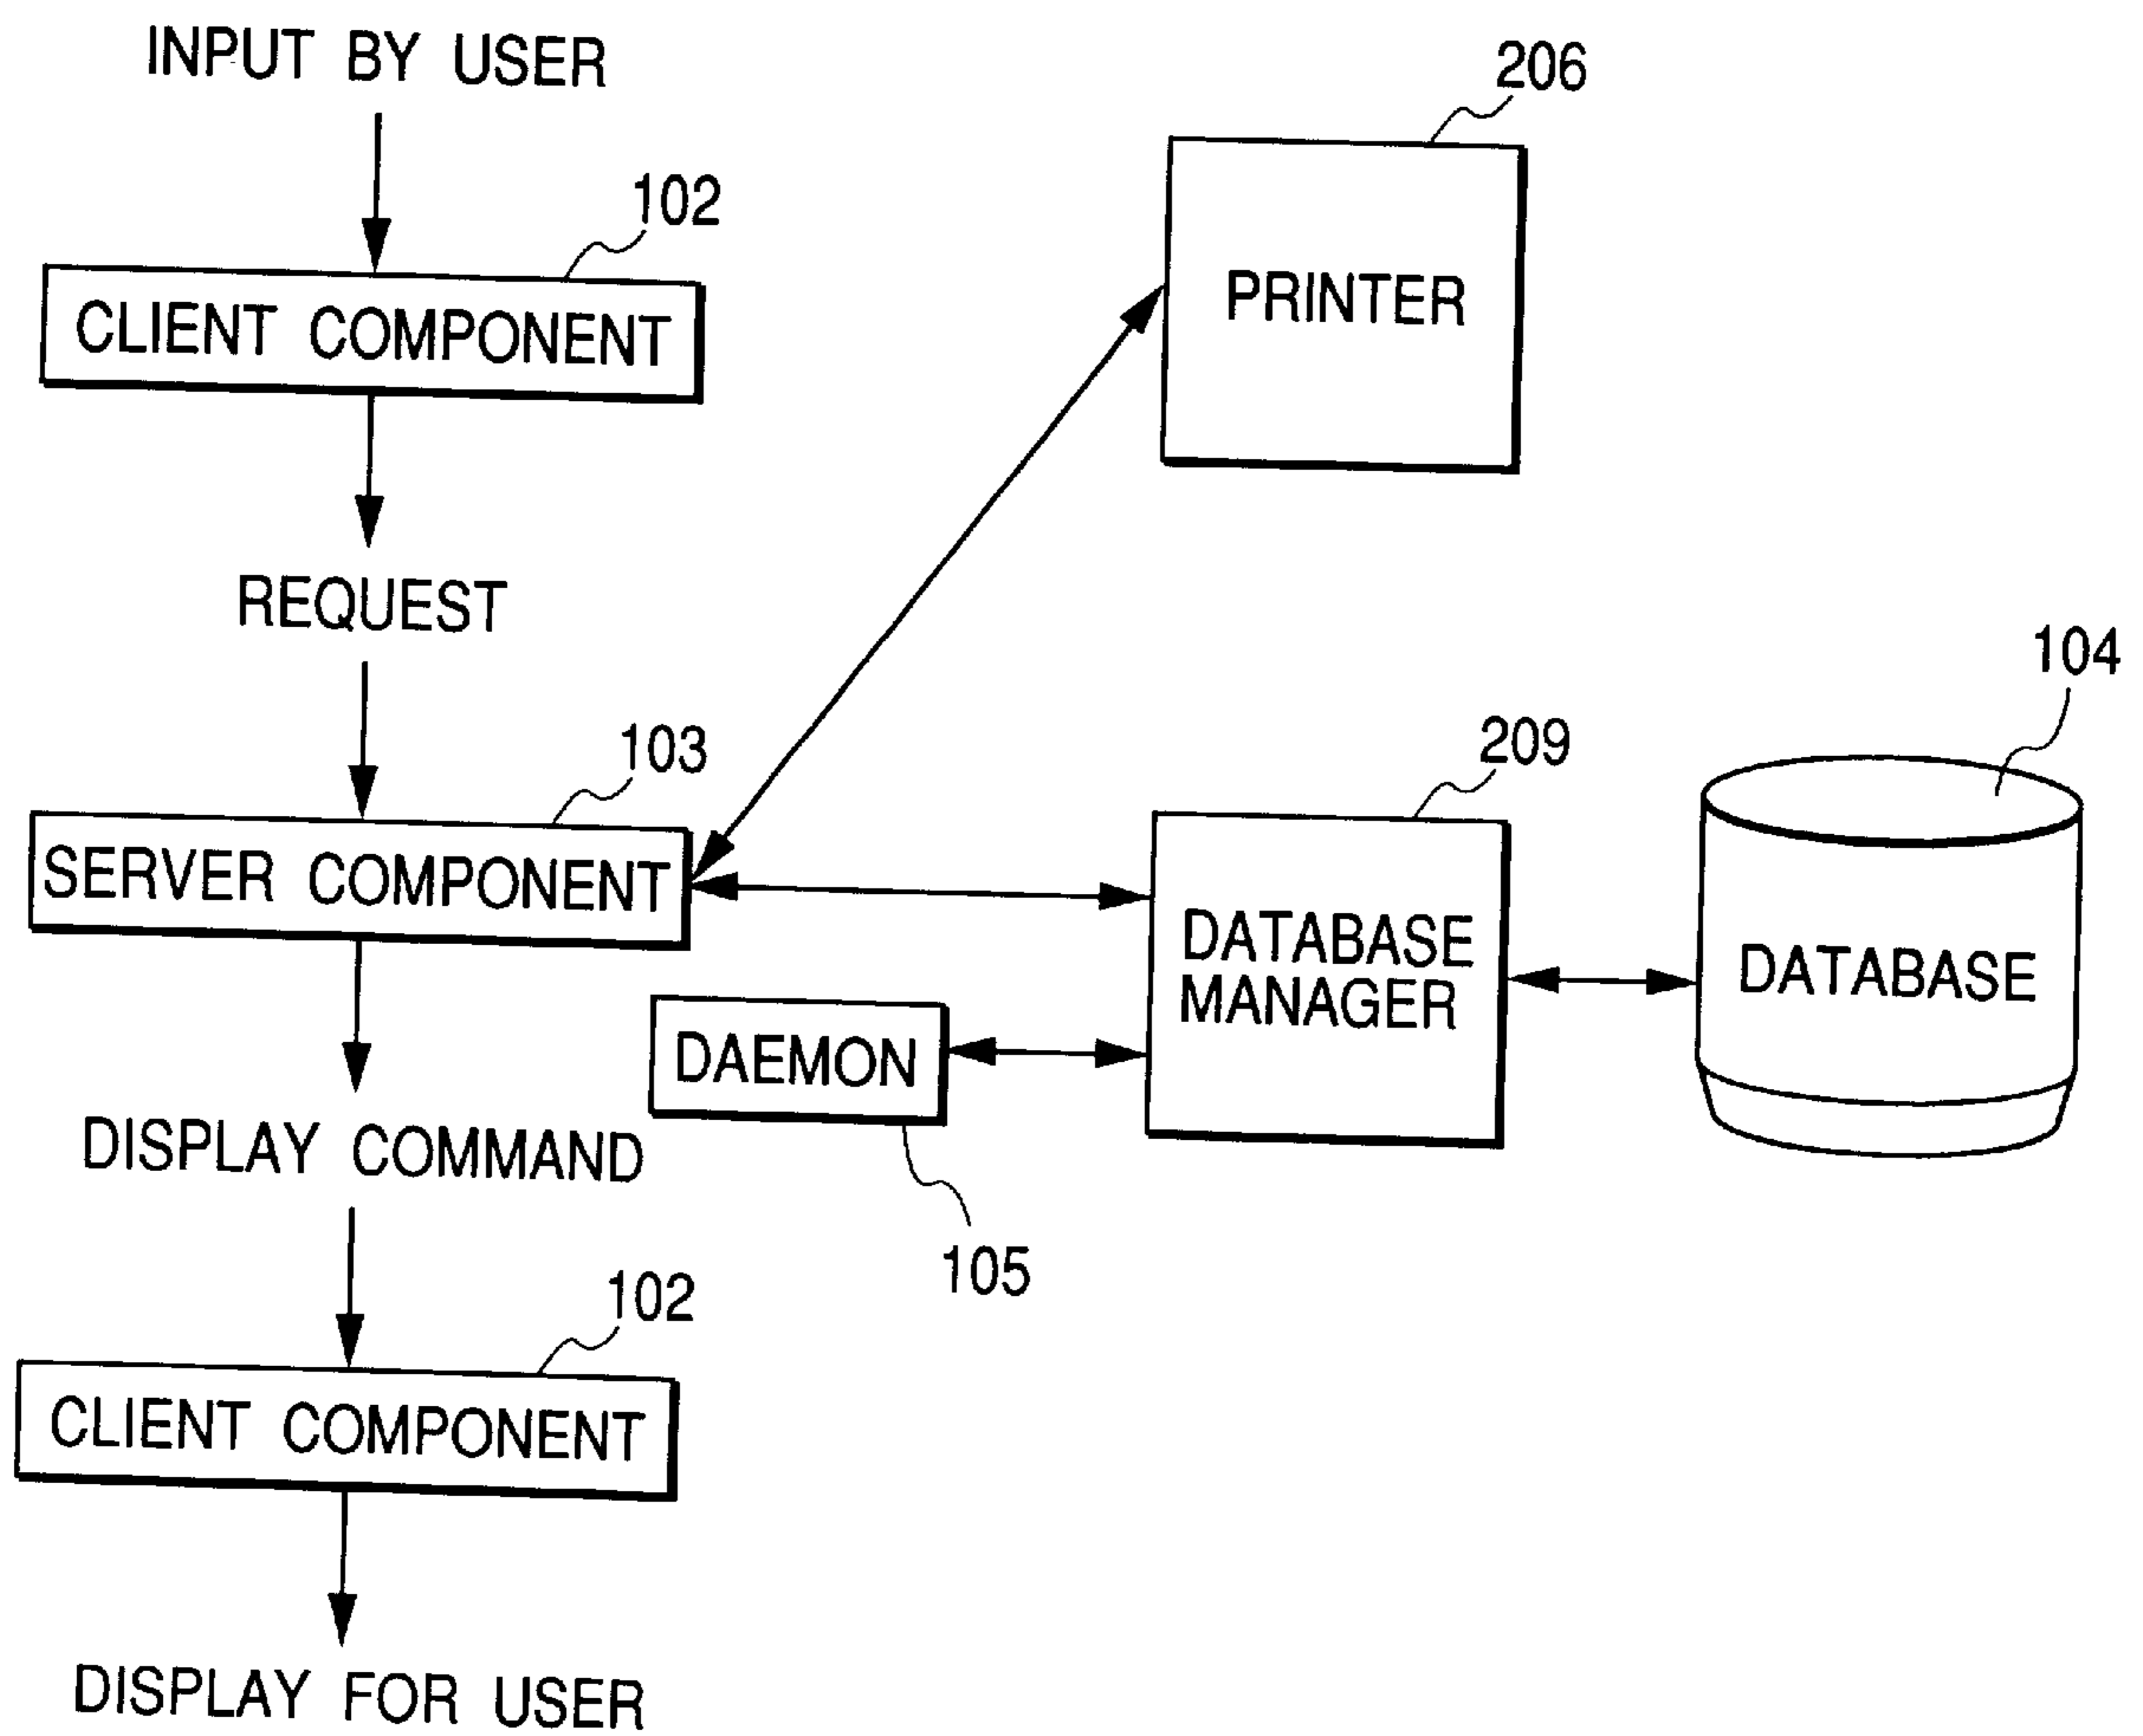 INPUT BY USER
206
102
PRINTER
CLIENT COMPONENT
REQUEST
104
103
209
SERVER COMPONENT
DATABASE
MANAGER
DATABASE
DAEMON
DISPLAY COMMAND
105
102
CLIENT COMPONENT
DISPLAY FOR USER